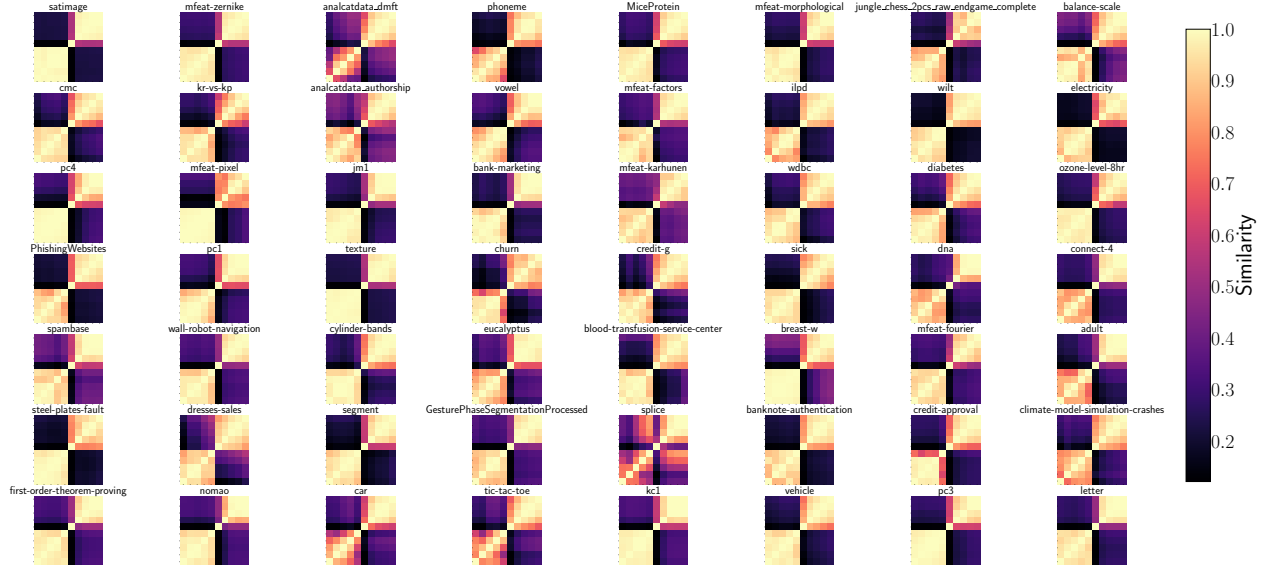 satimage mfeat-zernike analcatdata_dmft phoneme MiceProtein mfeat-morphological jungle_chess_2pcs_raw_endgame_complete balance-scale
cmc kr-vs-kp analcatdata_authorship vowel mfeat-factors ilpd wilt electricity
pc4 mfeat-pixel jm1 bank-marketing mfeat-karhunen wdbc diabetes ozone-level-8hr
PhishingWebsites pc1 texture churn credit-g sick dna connect-4
spambase wall-robot-navigation cylinder-bands eucalyptus blood-transfusion-service-center breast-w mfeat-fourier adult
steel-plates-fault dresses-sales segment GesturePhaseSegmentationProcessed splice banknote-authentication credit-approval climate-model-simulation-crashes
first-order-theorem-proving nomao car tic-tac-toe kc1 vehicle pc3 letter
1.0
0.9
0.8
0.7
0.6
0.5
0.4
0.3
0.2
Similarity